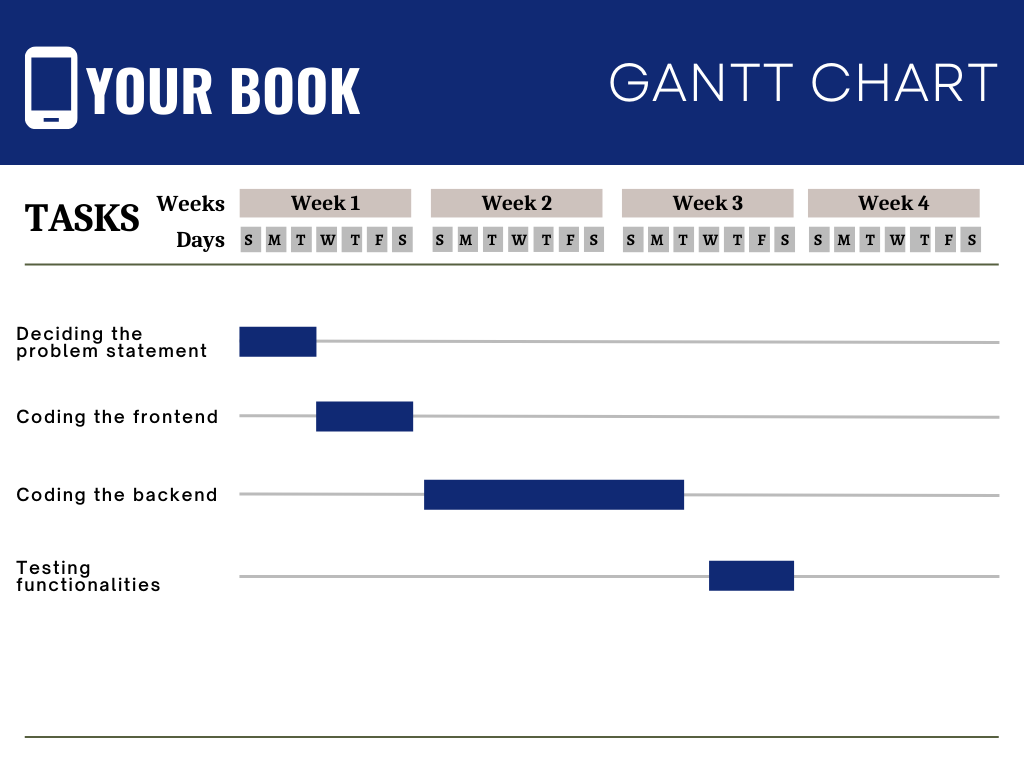 YOUR BOOK
GANTT CHART
TASKS
Weeks Week 1 Week 2 Week 3 Week 4
Days S M T W T F S S M T W T F S S M T W T F S S M T W T F S
Deciding the
problem statement
Coding the frontend
Coding the backend
Testing
functionalities